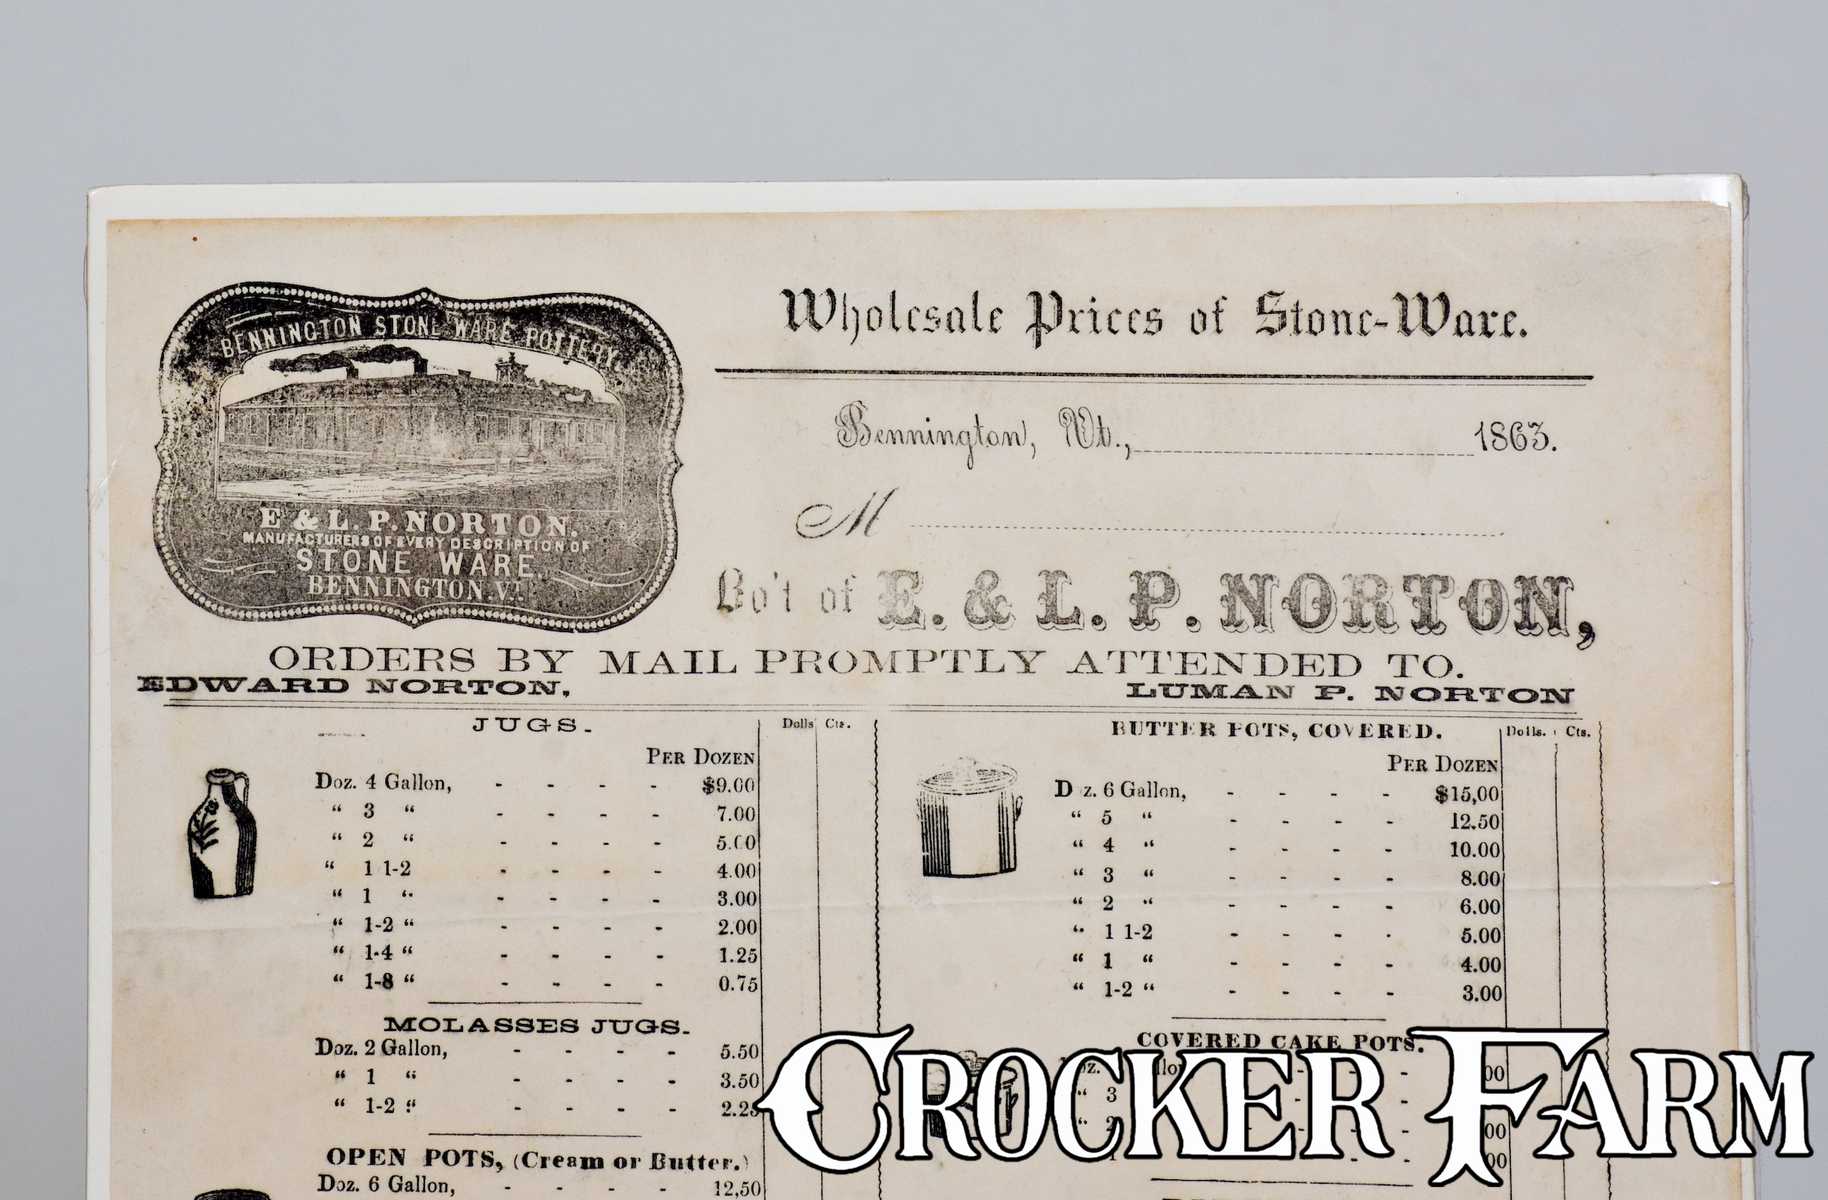 BENNINGTON STONE WARE POTTERY
E & L. P. NORTON.
MANUFACTURERS OF EVERY DESCRIPTION OF
STONE WARE
BENNINGTON. VT.
Wholesale Prices of Stone-Ware.
Bennington, Vt., 1863.
M
Bo't of E. & L. P. NORTON,
ORDERS BY MAIL PROMPTLY ATTENDED TO.
EDWARD NORTON, LUMAN P. NORTON
JUGS. Dolls Cts.
PER DOZEN
Doz. 4 Gallon, - - - - $9.00
“ 3 “ - - - - 7.00
“ 2 “ - - - - 5.00
“ 1 1-2 - - - - 4.00
“ 1 “ - - - - 3.00
“ 1-2 “ - - - - 2.00
“ 1-4 “ - - - - 1.25
“ 1-8 “ - - - - 0.75
MOLASSES JUGS.
Doz. 2 Gallon, - - - - 5.50
“ 1 “ - - - - 3.50
“ 1-2 “ - - - - 2.25
OPEN POTS, (Cream or Butter.)
Doz. 6 Gallon, - - - - 12,50
BUTTER POTS, COVERED. Dolls. Cts.
PER DOZEN
D z. 6 Gallon, - - - - $15,00
“ 5 “ - - - - 12.50
“ 4 “ - - - - 10.00
“ 3 “ - - - - 8.00
“ 2 “ - - - - 6.00
“ 1 1-2 - - - - 5.00
“ 1 “ - - - - 4.00
“ 1-2 “ - - - - 3.00
COVERED CAKE POTS.
“ 3
“ 2
CROCKER FARM